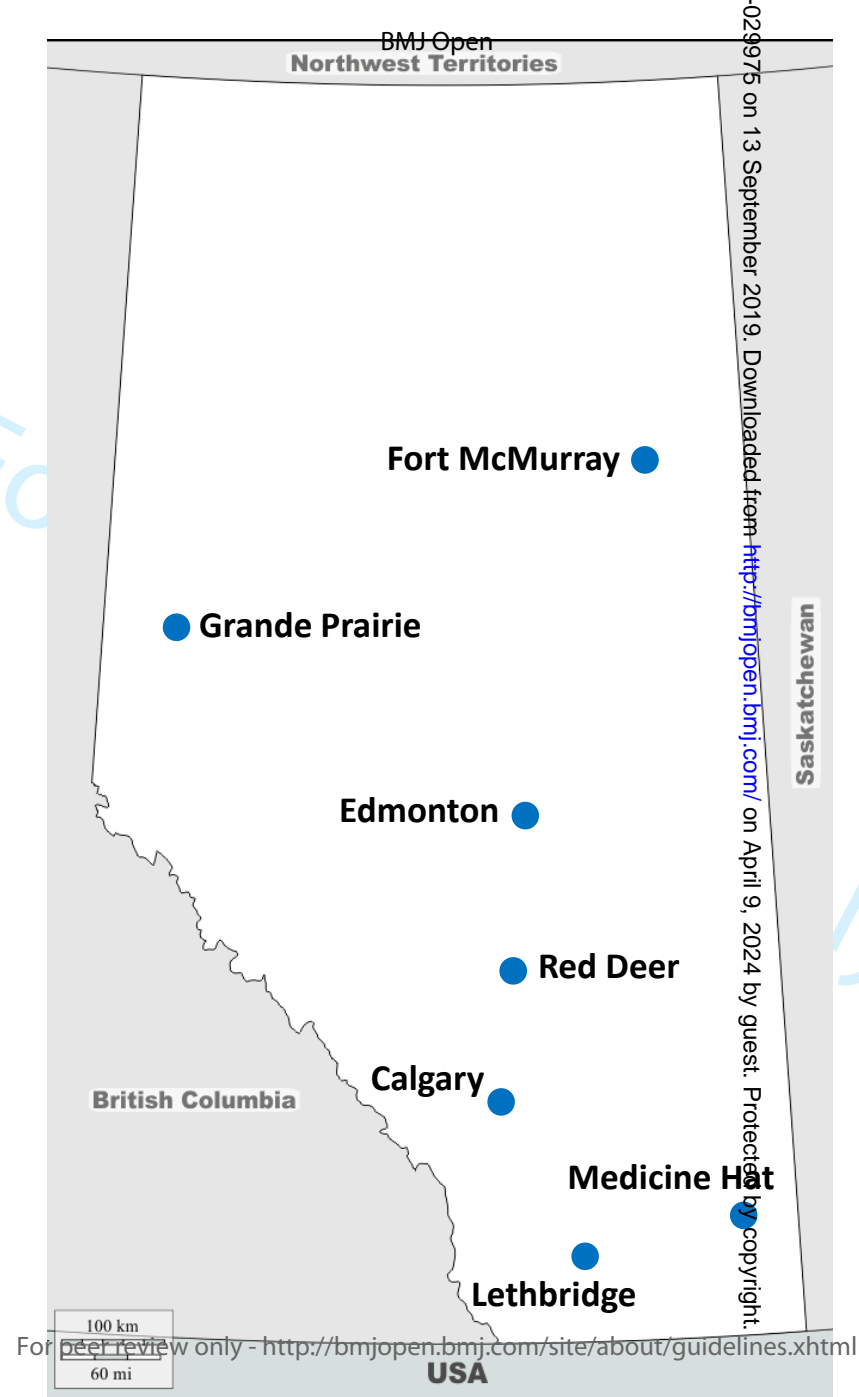 BMJ Open
Northwest Territories
-029975 on 13 September 2019. Downloaded from http://bmjopen.bmj.com/ on April 9, 2024 by guest. Protected by copyright.
Fort McMurray
Grande Prairie
Saskatchewan
Edmonton
Red Deer
Calgary
British Columbia
Medicine Hat
Lethbridge
100 km
For peer review only - http://bmjopen.bmj.com/site/about/guidelines.xhtml
60 mi
USA